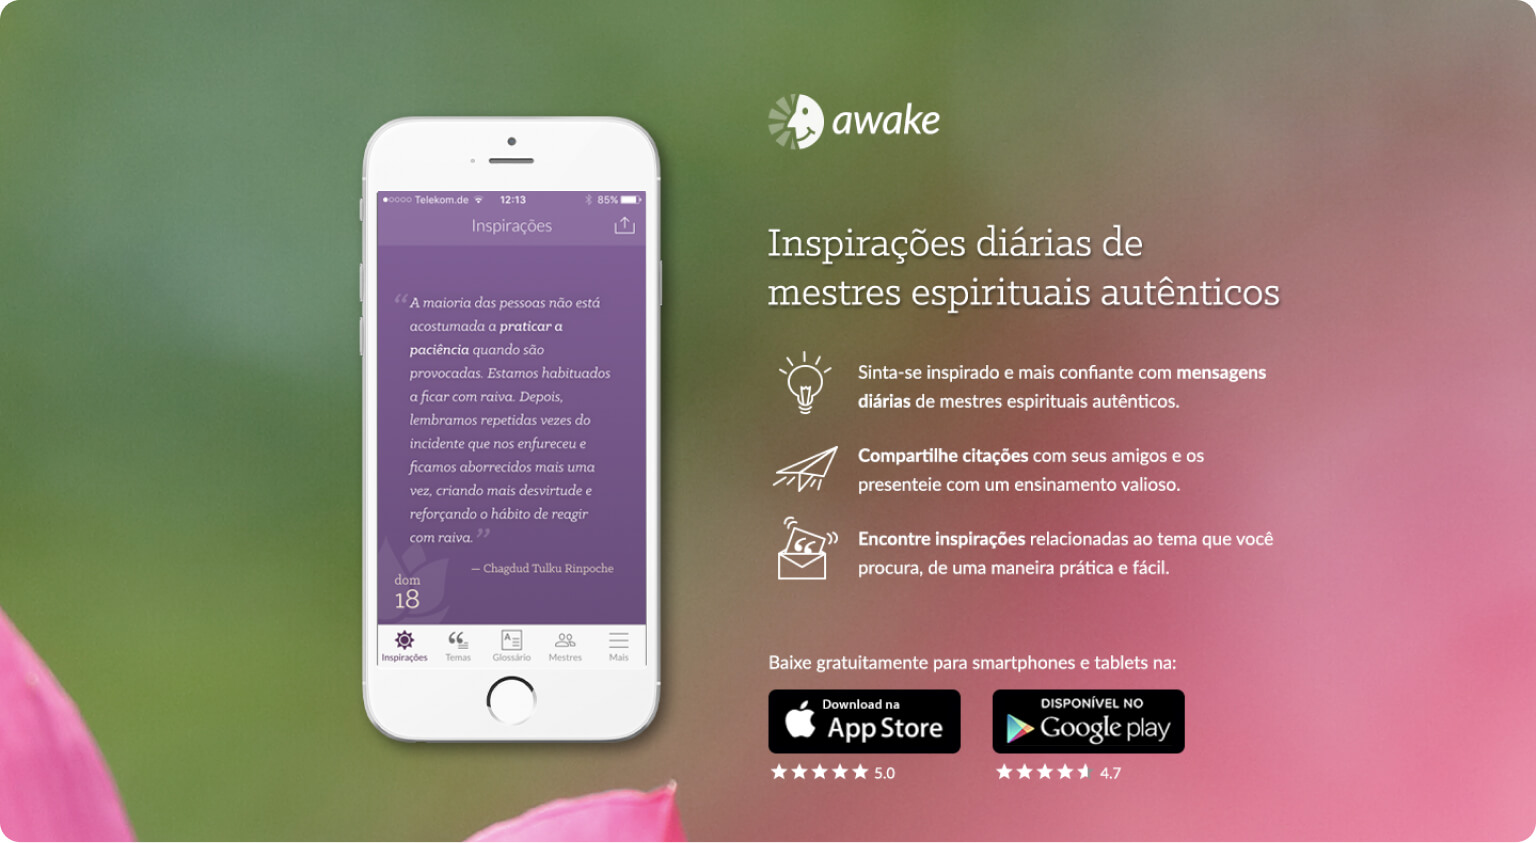 Telekom.de 12:13 85%
Inspirações
“A maioria das pessoas não está
acostumada a praticar a
paciência quando são
provocadas. Estamos habituados
a ficar com raiva. Depois,
lembramos repetidas vezes do
incidente que nos enfureceu e
ficamos aborrecidos mais uma
vez, criando mais desvirtude e
reforçando o hábito de reagir
com raiva.”
— Chagdud Tulku Rinpoche
dom
18
Inspirações Temas Glossário Mestres Mais
awake
Inspirações diárias de
mestres espirituais autênticos
Sinta-se inspirado e mais confiante com mensagens
diárias de mestres espirituais autênticos.
Compartilhe citações com seus amigos e os
presenteie com um ensinamento valioso.
Encontre inspirações relacionadas ao tema que você
procura, de uma maneira prática e fácil.
Baixe gratuitamente para smartphones e tablets na:
Download na
App Store
DISPONÍVEL NO
Google play
5.0
4.7